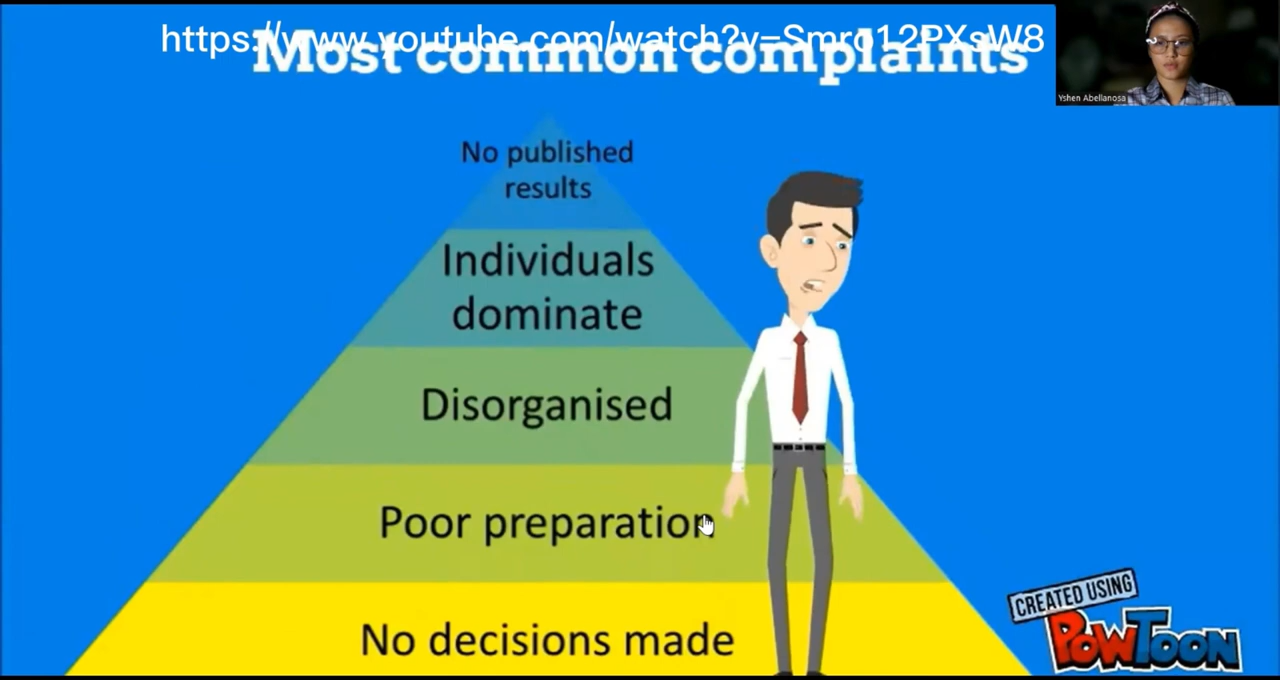 https://www.youtube.com/watch?v=Smro12PXsW8
Most common complaints
Yshen Abellanosa
No published
results
Individuals
dominate
Disorganised
Poor preparation
No decisions made
CREATED USING
POWTOON